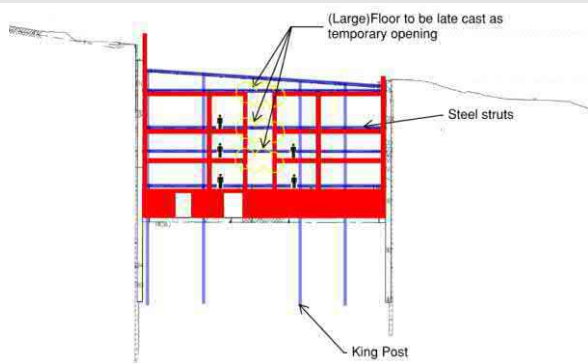 (Large)Floor to be late cast as
temporary opening
Steel struts
King Post